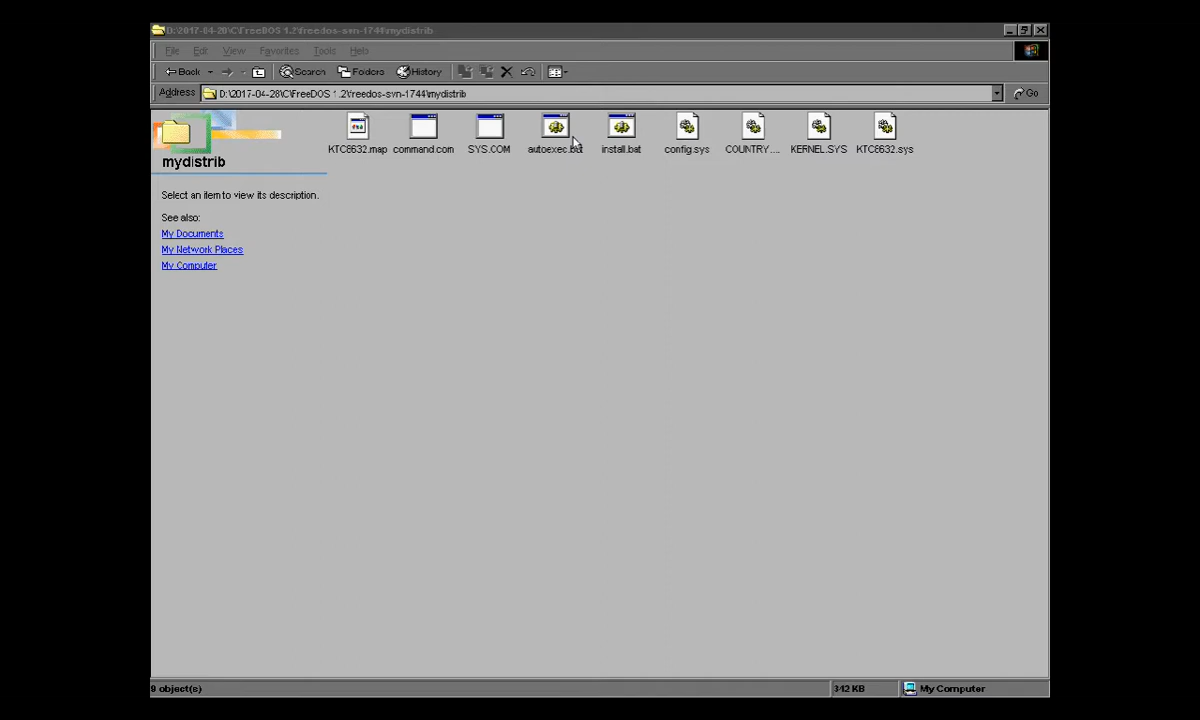 D:\2017-04-28\C\FreeDOS 1.2\freedos-svn-1744\mydistrib
File Edit View Favorites Tools Help
Back Search Folders History
Address D:\2017-04-28\C\FreeDOS 1.2\freedos-svn-1744\mydistrib Go
KTC8632.map command.com SYS.COM autoexec.bat install.bat config.sys COUNTRY.... KERNEL.SYS KTC8632.sys
mydistrib
Select an item to view its description.
See also:
My Documents
My Network Places
My Computer
9 object(s) 342 KB My Computer